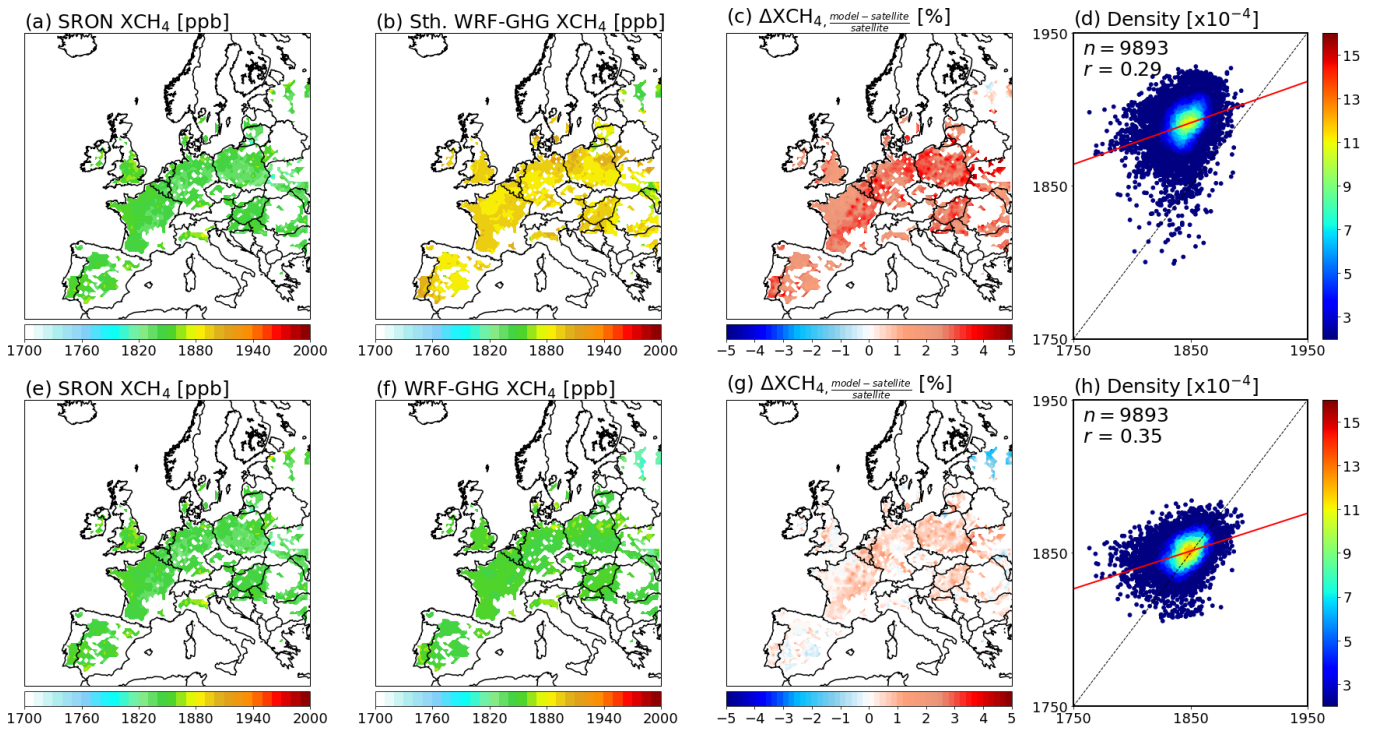 (a) SRON XCH₄ [ppb]
(b) Sth. WRF-GHG XCH₄ [ppb]
(c) ΔXCH₄, model−satellite/satellite [%]
(d) Density [x10⁻⁴]
1700 1760 1820 1880 1940 2000
1700 1760 1820 1880 1940 2000
−5 −4 −3 −2 −1 0 1 2 3 4 5
1950
1850
1750
n = 9893
r = 0.29
1750 1850 1950
15
13
11
9
7
5
3
(e) SRON XCH₄ [ppb]
(f) WRF-GHG XCH₄ [ppb]
(g) ΔXCH₄, model−satellite/satellite [%]
(h) Density [x10⁻⁴]
1700 1760 1820 1880 1940 2000
1700 1760 1820 1880 1940 2000
−5 −4 −3 −2 −1 0 1 2 3 4 5
1950
1850
1750
n = 9893
r = 0.35
1750 1850 1950
15
13
11
9
7
5
3